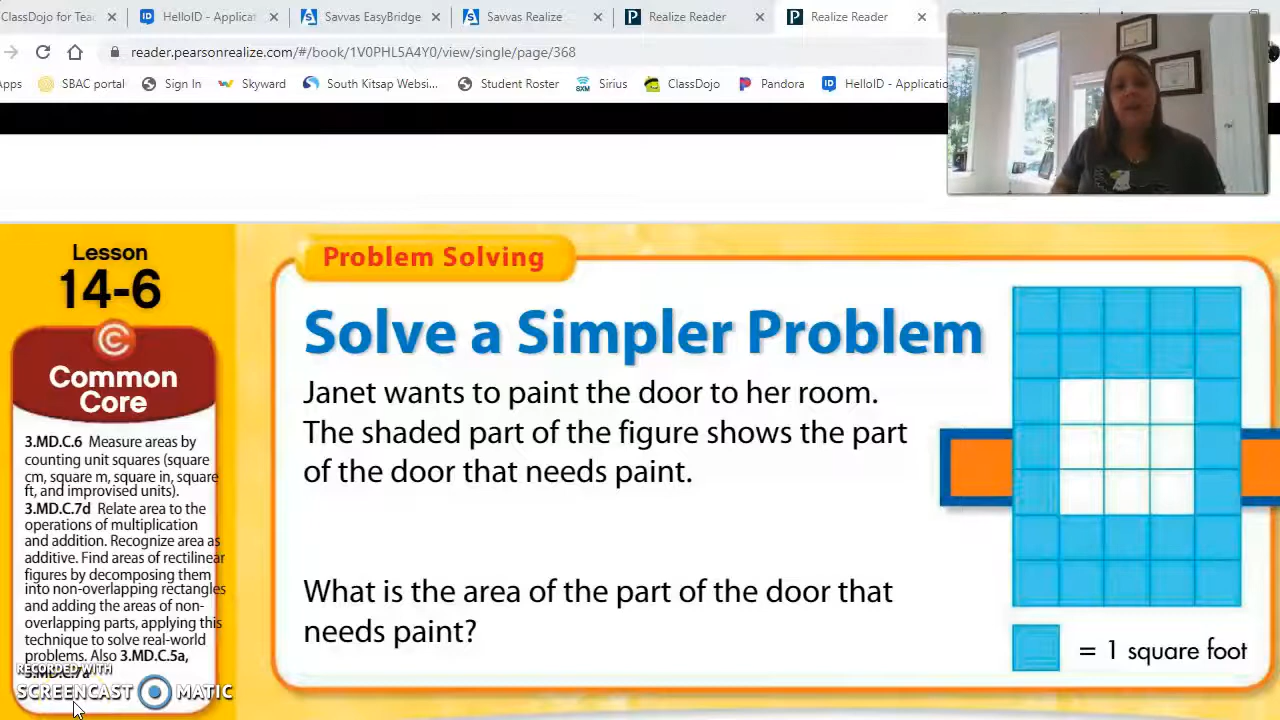 ClassDojo for Tea
HelloID - Applicat
Savvas EasyBridge
Savvas Realize
Realize Reader
Realize Reader
reader.pearsonrealize.com/#/book/1V0PHL5A4Y0/view/single/page/368
Apps
SBAC portal
Sign In
Skyward
South Kitsap Webs...
Student Roster
Sirius
ClassDojo
Pandora
HelloID - Application
Lesson
14-6
Common
Core
3.MD.C.6 Measure areas by
counting unit squares (square
cm, square m, square in, square
ft, and improvised units).
3.MD.C.7d Relate area to the
operations of multiplication
and addition. Recognize area as
additive. Find areas of rectilinear
figures by decomposing them
into non-overlapping rectangles
and adding the areas of non-
overlapping parts, applying this
technique to solve real-world
problems. Also 3.MD.C.5a,
RECORDED WITH
SCREENCAST MATIC
Problem Solving
Solve a Simpler Problem
Janet wants to paint the door to her room.
The shaded part of the figure shows the part
of the door that needs paint.
What is the area of the part of the door that
needs paint?
= 1 square foot